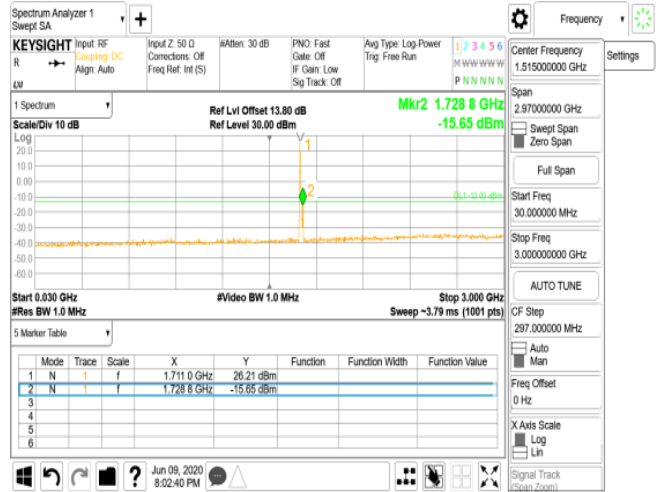 Spectrum Analyzer 1
Swept SA
Frequency
KEYSIGHT
Input: RF
Input Z: 50 Ω
#Atten: 30 dB
PNO: Fast
Avg Type: Log-Power
1 2 3 4 5 6
R
Coupling: DC
Corrections: Off
Gate: Off
Trig: Free Run
M W W W W W
Align: Auto
Freq Ref: Int (S)
IF Gain: Low
Sig Track: Off
P N N N N N
LXI
1 Spectrum
Ref Lvl Offset 13.80 dB
Mkr2 1.728 8 GHz
Scale/Div 10 dB
Ref Level 30.00 dBm
-15.65 dBm
Log
20.0
10.0
0.00
-10.0
-20.0
-30.0
-40.0
-50.0
-60.0
1
2
DL1 -13.00 dBm
Start 0.030 GHz
#Video BW 1.0 MHz
Stop 3.000 GHz
#Res BW 1.0 MHz
Sweep ~3.79 ms (1001 pts)
5 Marker Table
Mode Trace Scale X Y Function Function Width Function Value
1 N 1 f 1.711 0 GHz 26.21 dBm
2 N 1 f 1.728 8 GHz -15.65 dBm
3
4
5
6
Jun 09, 2020
8:02:40 PM
Center Frequency
1.515000000 GHz
Settings
Span
2.97000000 GHz
Swept Span
Zero Span
Full Span
Start Freq
30.000000 MHz
Stop Freq
3.000000000 GHz
AUTO TUNE
CF Step
297.000000 MHz
Auto
Man
Freq Offset
0 Hz
X Axis Scale
Log
Lin
Signal Track
(Span Zoom)